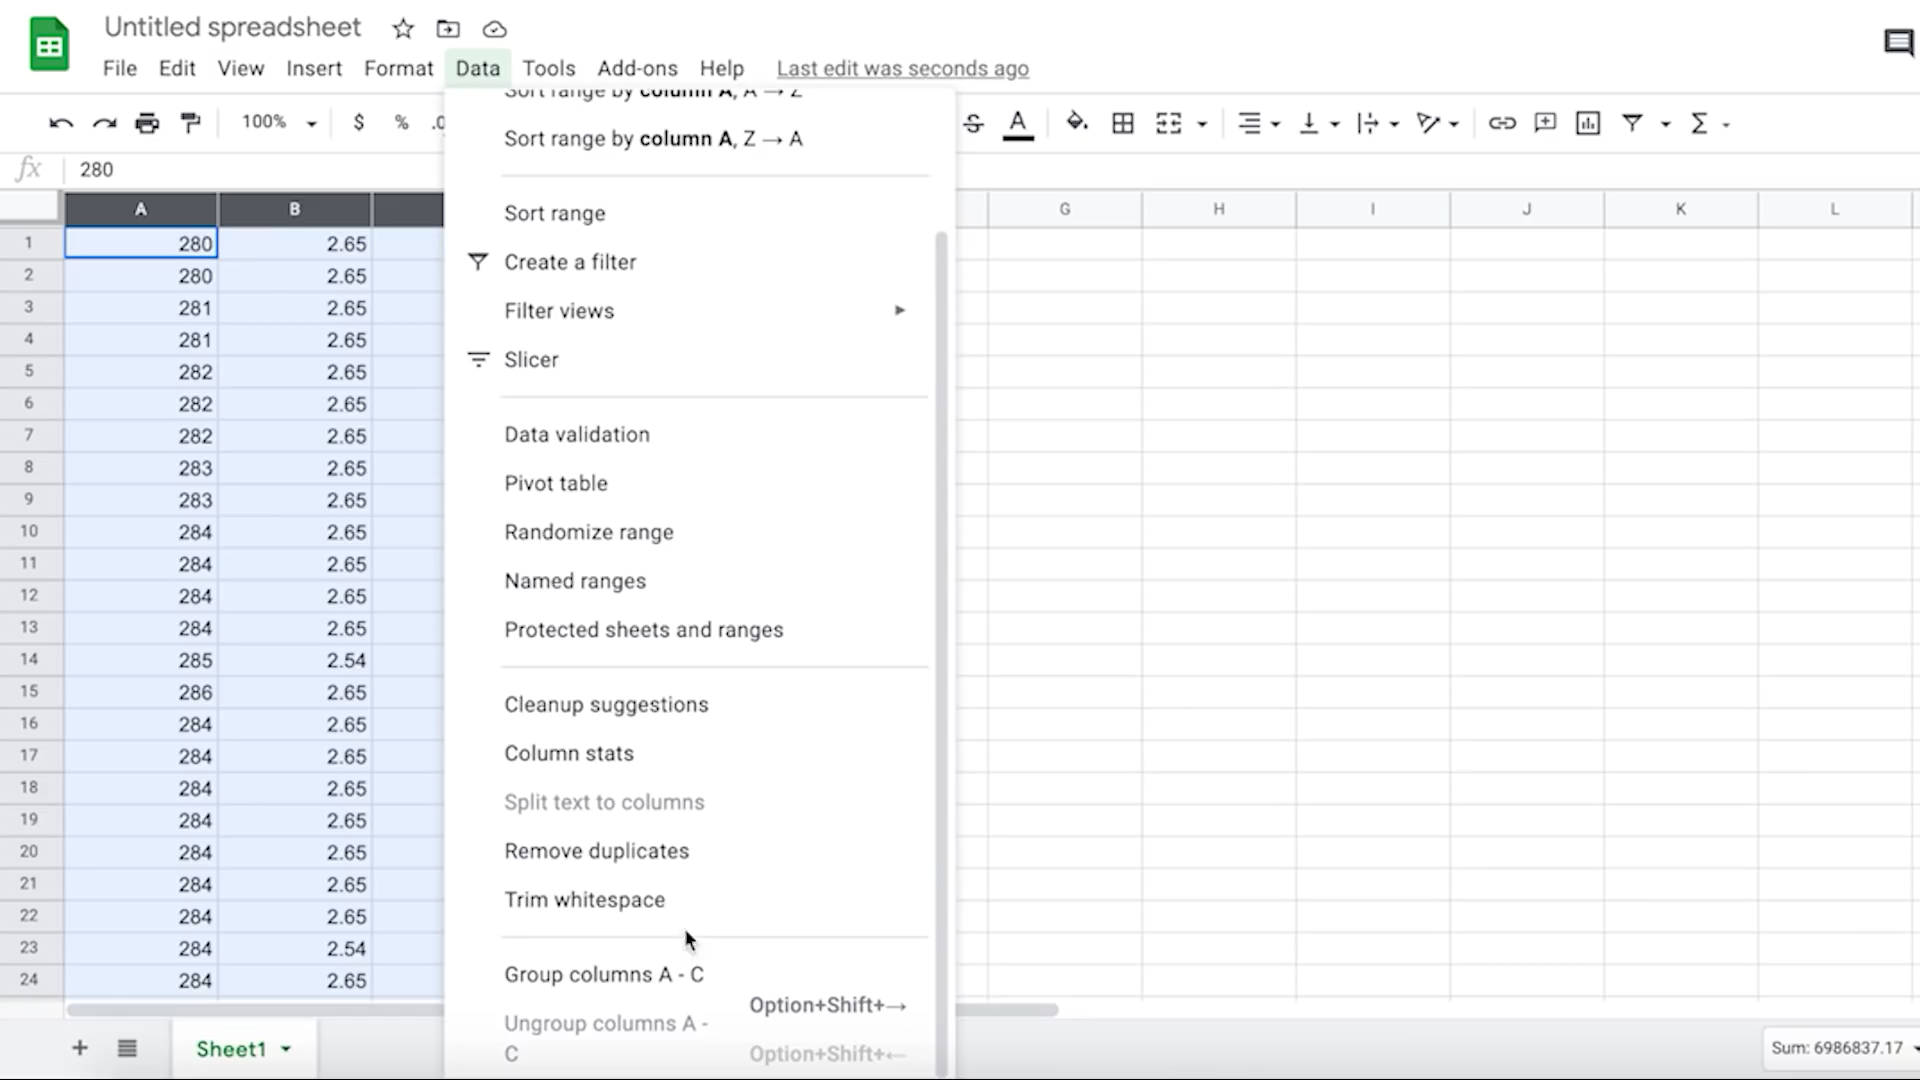 Untitled spreadsheet
File Edit View Insert Format Data Tools Add-ons Help Last edit was seconds ago
100% $ % .0 A
fx 280
Sort range by column A, A → Z
Sort range by column A, Z → A
Sort range
Create a filter
Filter views
Slicer
Data validation
Pivot table
Randomize range
Named ranges
Protected sheets and ranges
Cleanup suggestions
Column stats
Split text to columns
Remove duplicates
Trim whitespace
Group columns A - C
Option+Shift+→
Ungroup columns A -
C Option+Shift+←
A B G H I J K L
1 280 2.65
2 280 2.65
3 281 2.65
4 281 2.65
5 282 2.65
6 282 2.65
7 282 2.65
8 283 2.65
9 283 2.65
10 284 2.65
11 284 2.65
12 284 2.65
13 284 2.65
14 285 2.54
15 286 2.65
16 284 2.65
17 284 2.65
18 284 2.65
19 284 2.65
20 284 2.65
21 284 2.65
22 284 2.65
23 284 2.54
24 284 2.65
+ Sheet1 Sum: 6986837.17